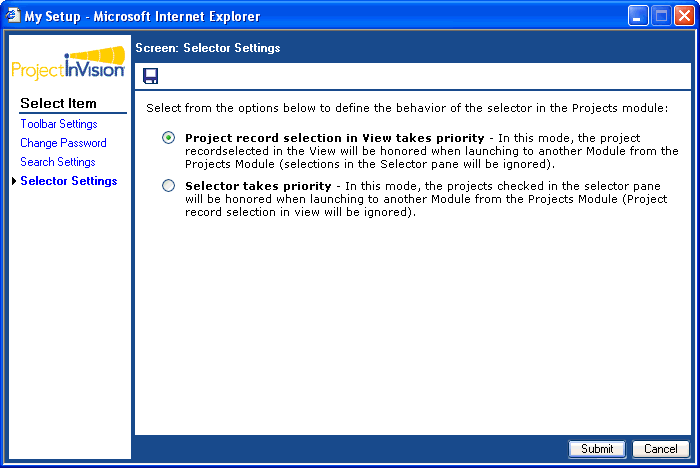 My Setup - Microsoft Internet Explorer
ProjectinVision
Select Item
Toolbar Settings
Change Password
Search Settings
Selector Settings
Screen: Selector Settings
Select from the options below to define the behavior of the selector in the Projects module:
Project record selection in View takes priority - In this mode, the project
recordselected in the View will be honored when launching to another Module from the
Projects Module (selections in the Selector pane will be ignored).
Selector takes priority - In this mode, the projects checked in the selector pane
will be honored when launching to another Module from the Projects Module (Project
record selection in view will be ignored).
Submit
Cancel